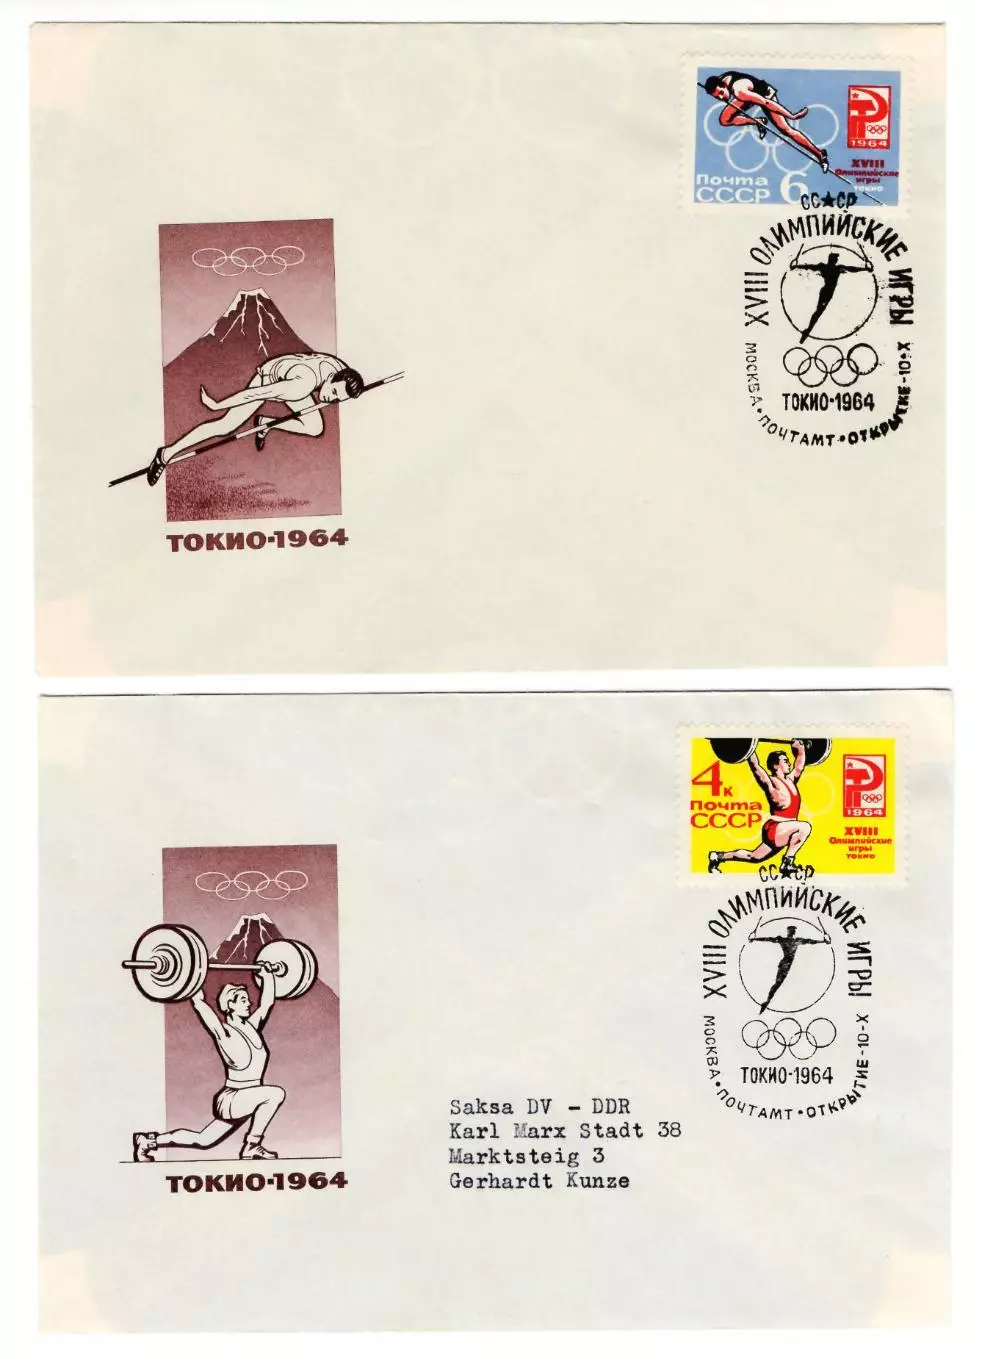 1964
XVIII
Олимпийские
игры
токио
Почта
СССР 6
СС★СР
XVIII ОЛИМПИЙСКИЕ ИГРЫ
ТОКИО·1964
МОСКВА·ПОЧТАМТ·ОТКРЫТИЕ-10-X
ТОКИО·1964
4к
Почта
СССР
1964
XVIII
Олимпийские
игры
токио
СС★СР
XVIII ОЛИМПИЙСКИЕ ИГРЫ
ТОКИО·1964
МОСКВА·ПОЧТАМТ·ОТКРЫТИЕ-10-X
Saksa DV - DDR
Karl Marx Stadt 38
Marktsteig 3
Gerhardt Kunze
ТОКИО·1964